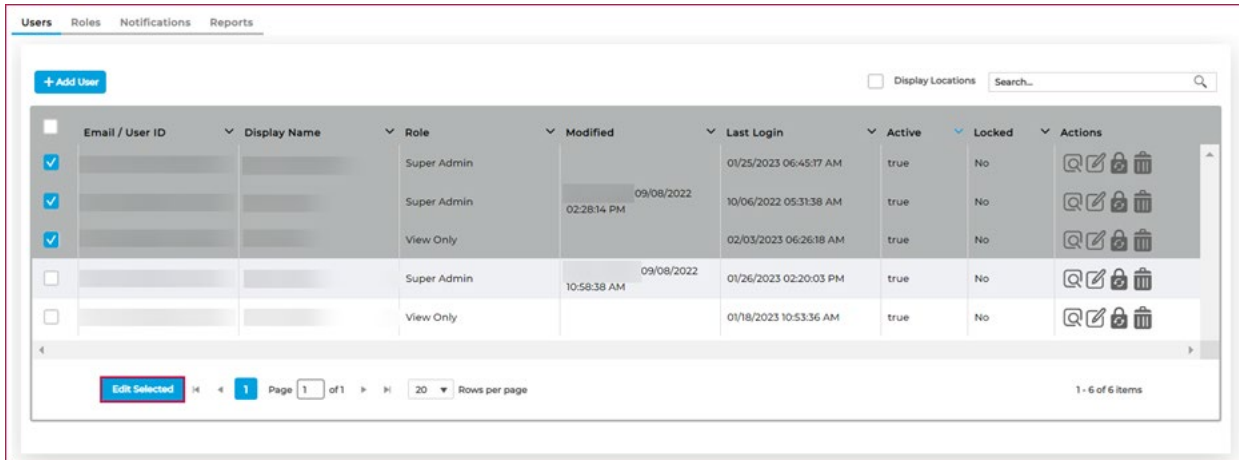 Users Roles Notifications Reports
+ Add User Display Locations Search...
Email / User ID Display Name Role Modified Last Login Active Locked Actions
Super Admin 01/25/2023 06:45:17 AM true No
Super Admin 09/08/2022 02:28:14 PM 10/06/2022 05:31:38 AM true No
View Only 02/03/2023 06:26:18 AM true No
Super Admin 09/08/2022 10:58:38 AM 01/26/2023 02:20:03 PM true No
View Only 01/18/2023 10:53:36 AM true No
Edit Selected 1 Page 1 of 1 20 Rows per page 1 - 6 of 6 items